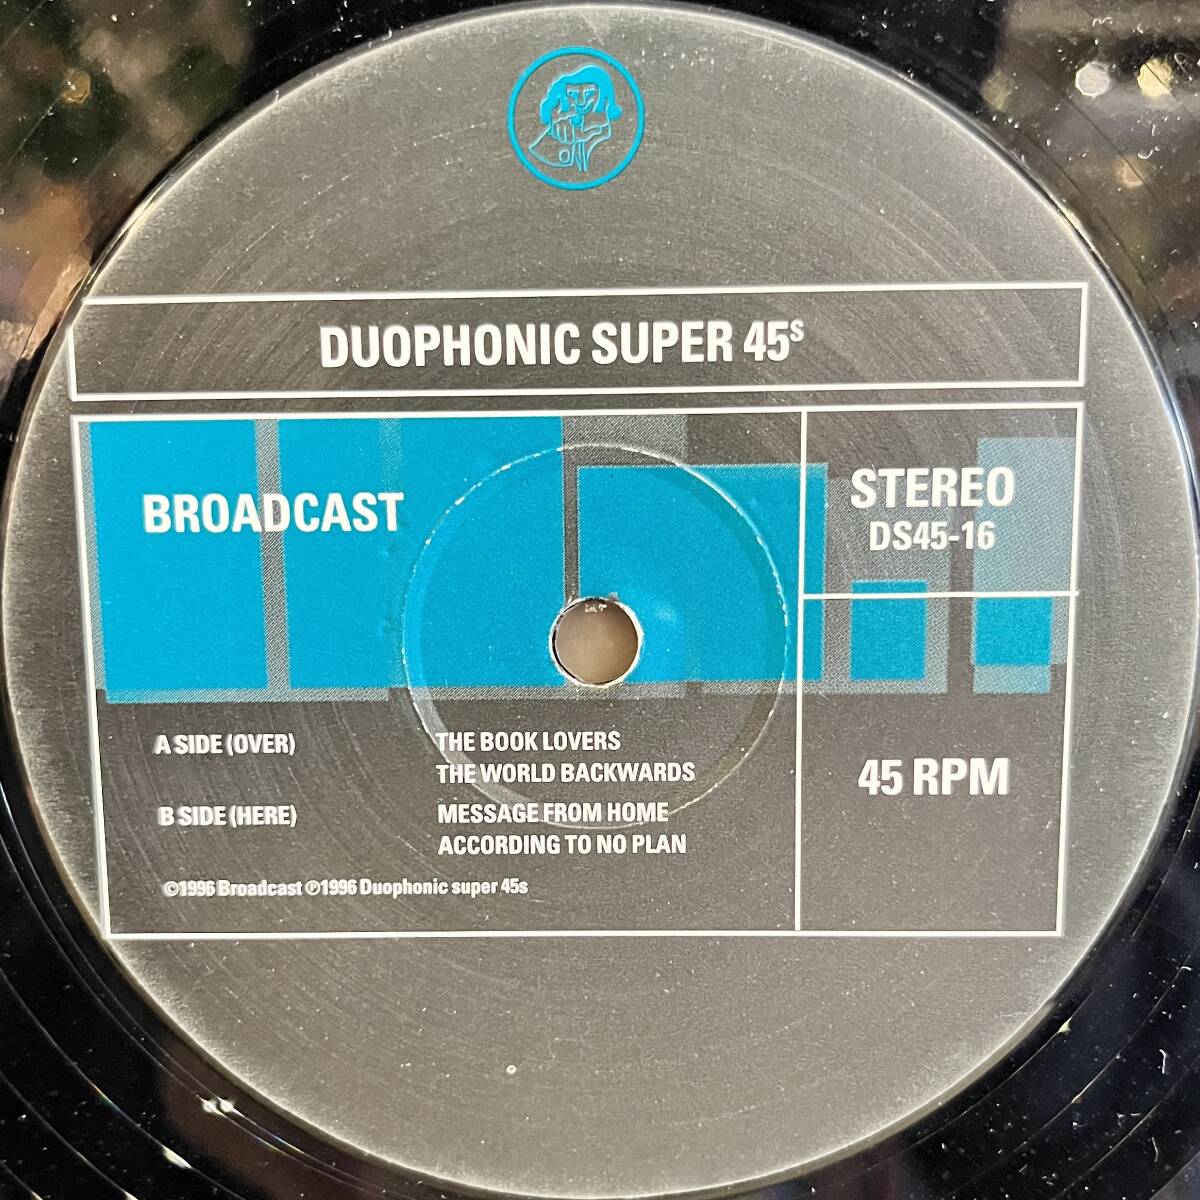 DUOPHONIC SUPER 45s
BROADCAST
STEREO
DS45-16
A SIDE (OVER) THE BOOK LOVERS
THE WORLD BACKWARDS
B SIDE (HERE) MESSAGE FROM HOME
ACCORDING TO NO PLAN
45 RPM
©1996 Broadcast ℗1996 Duophonic super 45s